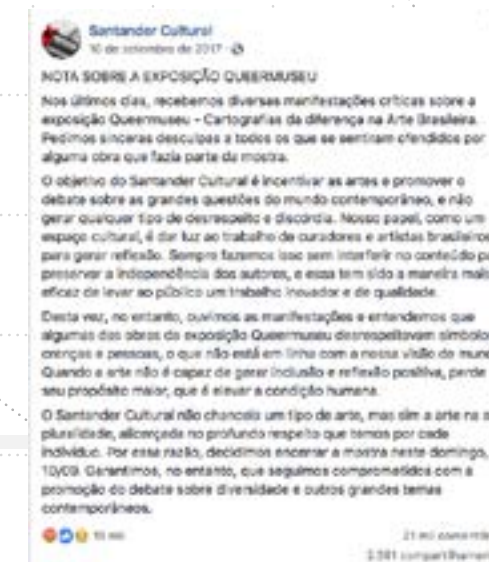 Santander Cultural
10 de setembro de 2017 ·
NOTA SOBRE A EXPOSIÇÃO QUEERMUSEU
Nos últimos dias, recebemos diversas manifestações críticas sobre a
exposição Queermuseu - Cartografias da diferença na Arte Brasileira.
Pedimos sinceras desculpas a todos os que se sentiram ofendidos por
alguma obra que fazia parte da mostra.
O objetivo do Santander Cultural é incentivar as artes e promover o
debate sobre as grandes questões do mundo contemporâneo, e não
gerar qualquer tipo de desrespeito e discórdia. Nosso papel, como um
espaço cultural, é dar luz ao trabalho de curadores e artistas brasileiros
para gerar reflexão. Sempre fazemos isso sem interferir no conteúdo pa
preservar a independência dos autores, e essa tem sido a maneira mais
eficaz de levar ao público um trabalho inovador e de qualidade.
Desta vez, no entanto, ouvimos as manifestações e entendemos que
algumas das obras da exposição Queermuseu desrespeitavam símbolos
crenças e pessoas, o que não está em linha com a nossa visão de mund
Quando a arte não é capaz de gerar inclusão e reflexão positiva, perde
seu propósito maior, que é elevar a condição humana.
O Santander Cultural não chancela um tipo de arte, mas sim a arte na s
pluralidade, alicerçada no profundo respeito que temos por cada
indivíduo. Por essa razão, decidimos encerrar a mostra neste domingo,
10/09. Garantimos, no entanto, que seguimos comprometidos com a
promoção do debate sobre diversidade e outros grandes temas
contemporâneos.
21 mil comentá
compartilhament